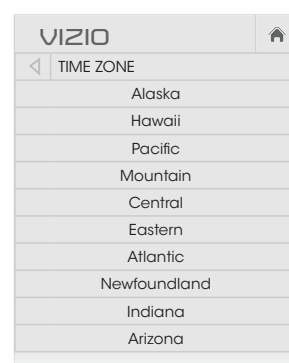 VIZIO
TIME ZONE
Alaska
Hawaii
Pacific
Mountain
Central
Eastern
Atlantic
Newfoundland
Indiana
Arizona